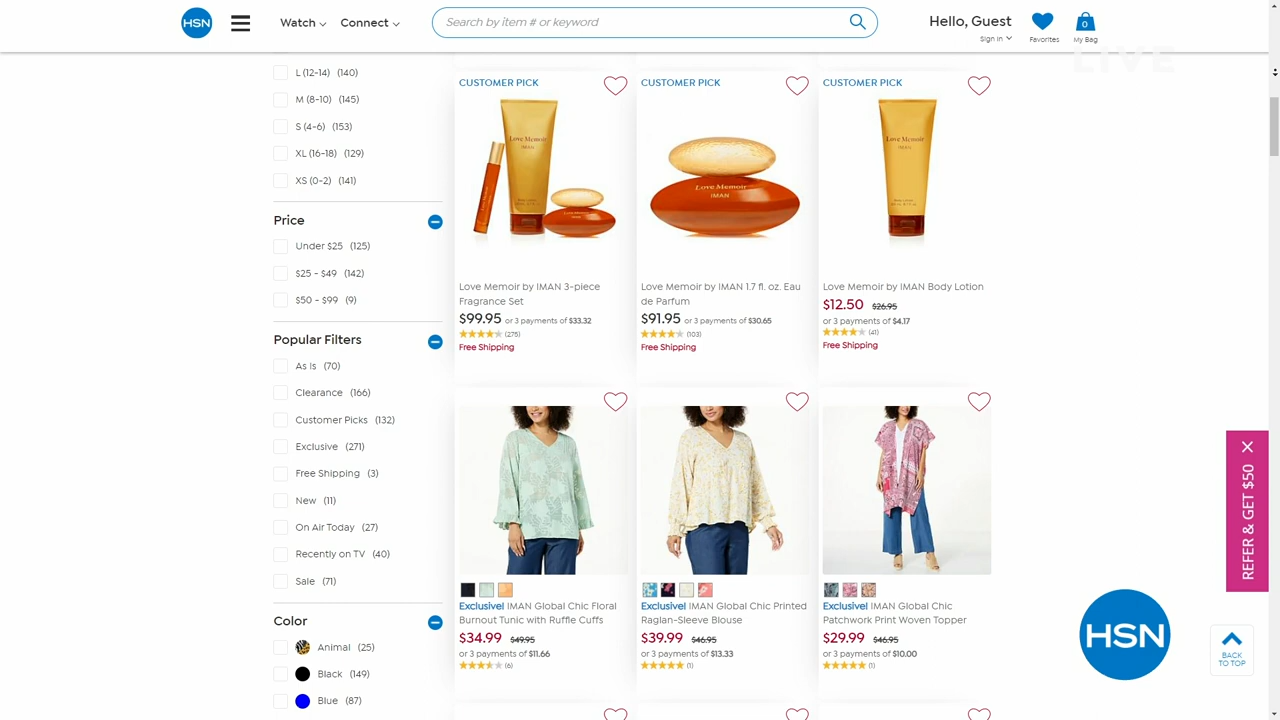 HSN
Watch
Connect
Search by item # or keyword
Hello, Guest
Sign In
Favorites
0
My Bag
LIVE
L (12-14) (140)
M (8-10) (145)
S (4-6) (153)
XL (16-18) (129)
XS (0-2) (141)
Price
Under $25 (125)
$25 - $49 (142)
$50 - $99 (9)
Popular Filters
As Is (70)
Clearance (166)
Customer Picks (132)
Exclusive (271)
Free Shipping (3)
New (11)
On Air Today (27)
Recently on TV (40)
Sale (71)
Color
Animal (25)
Black (149)
Blue (87)
CUSTOMER PICK
Love Memoir
IMAN
Love Memoir by IMAN 3-piece
Fragrance Set
$99.95 or 3 payments of $33.32
(275)
Free Shipping
CUSTOMER PICK
Love Memoir
IMAN
Love Memoir by IMAN 1.7 fl. oz. Eau
de Parfum
$91.95 or 3 payments of $30.65
(103)
Free Shipping
CUSTOMER PICK
Love Memoir
IMAN
Love Memoir by IMAN Body Lotion
$12.50 $26.95
or 3 payments of $4.17
(41)
Free Shipping
Exclusive! IMAN Global Chic Floral
Burnout Tunic with Ruffle Cuffs
$34.99 $49.95
or 3 payments of $11.66
(6)
Exclusive! IMAN Global Chic Printed
Raglan-Sleeve Blouse
$39.99 $46.95
or 3 payments of $13.33
(1)
Exclusive! IMAN Global Chic
Patchwork Print Woven Topper
$29.99 $46.95
or 3 payments of $10.00
(1)
REFER & GET $50
HSN
BACK
TO TOP